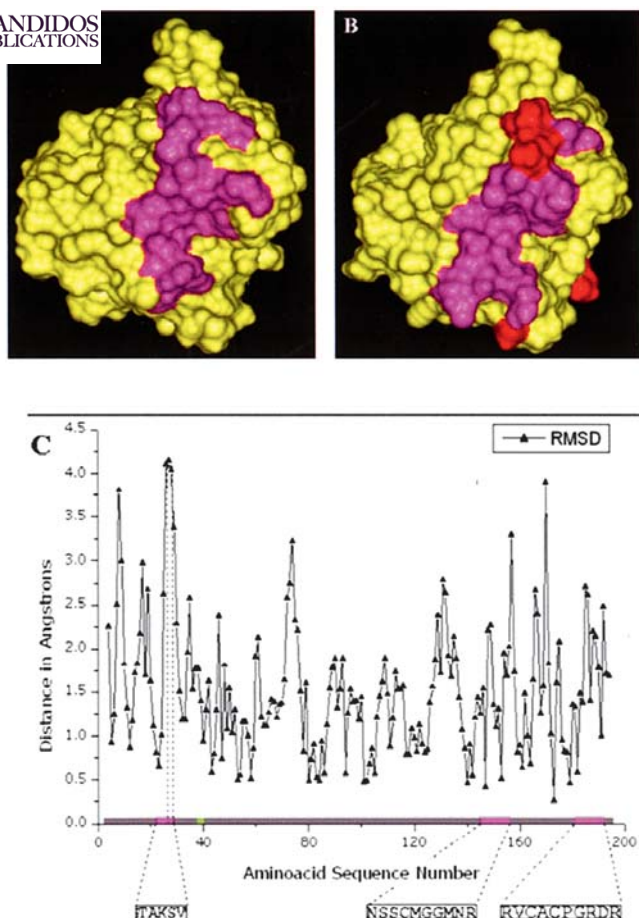 ANDIDOS
BLICATIONS
B
C
RMSD
4.5
4.0
3.5
3.0
2.5
2.0
1.5
1.0
0.5
0.0
Distance in Angstrons
0 40 80 120 160 200
Aminoacid Sequence Number
TAKSV NSSCMGGMNR RVCACPGRDR